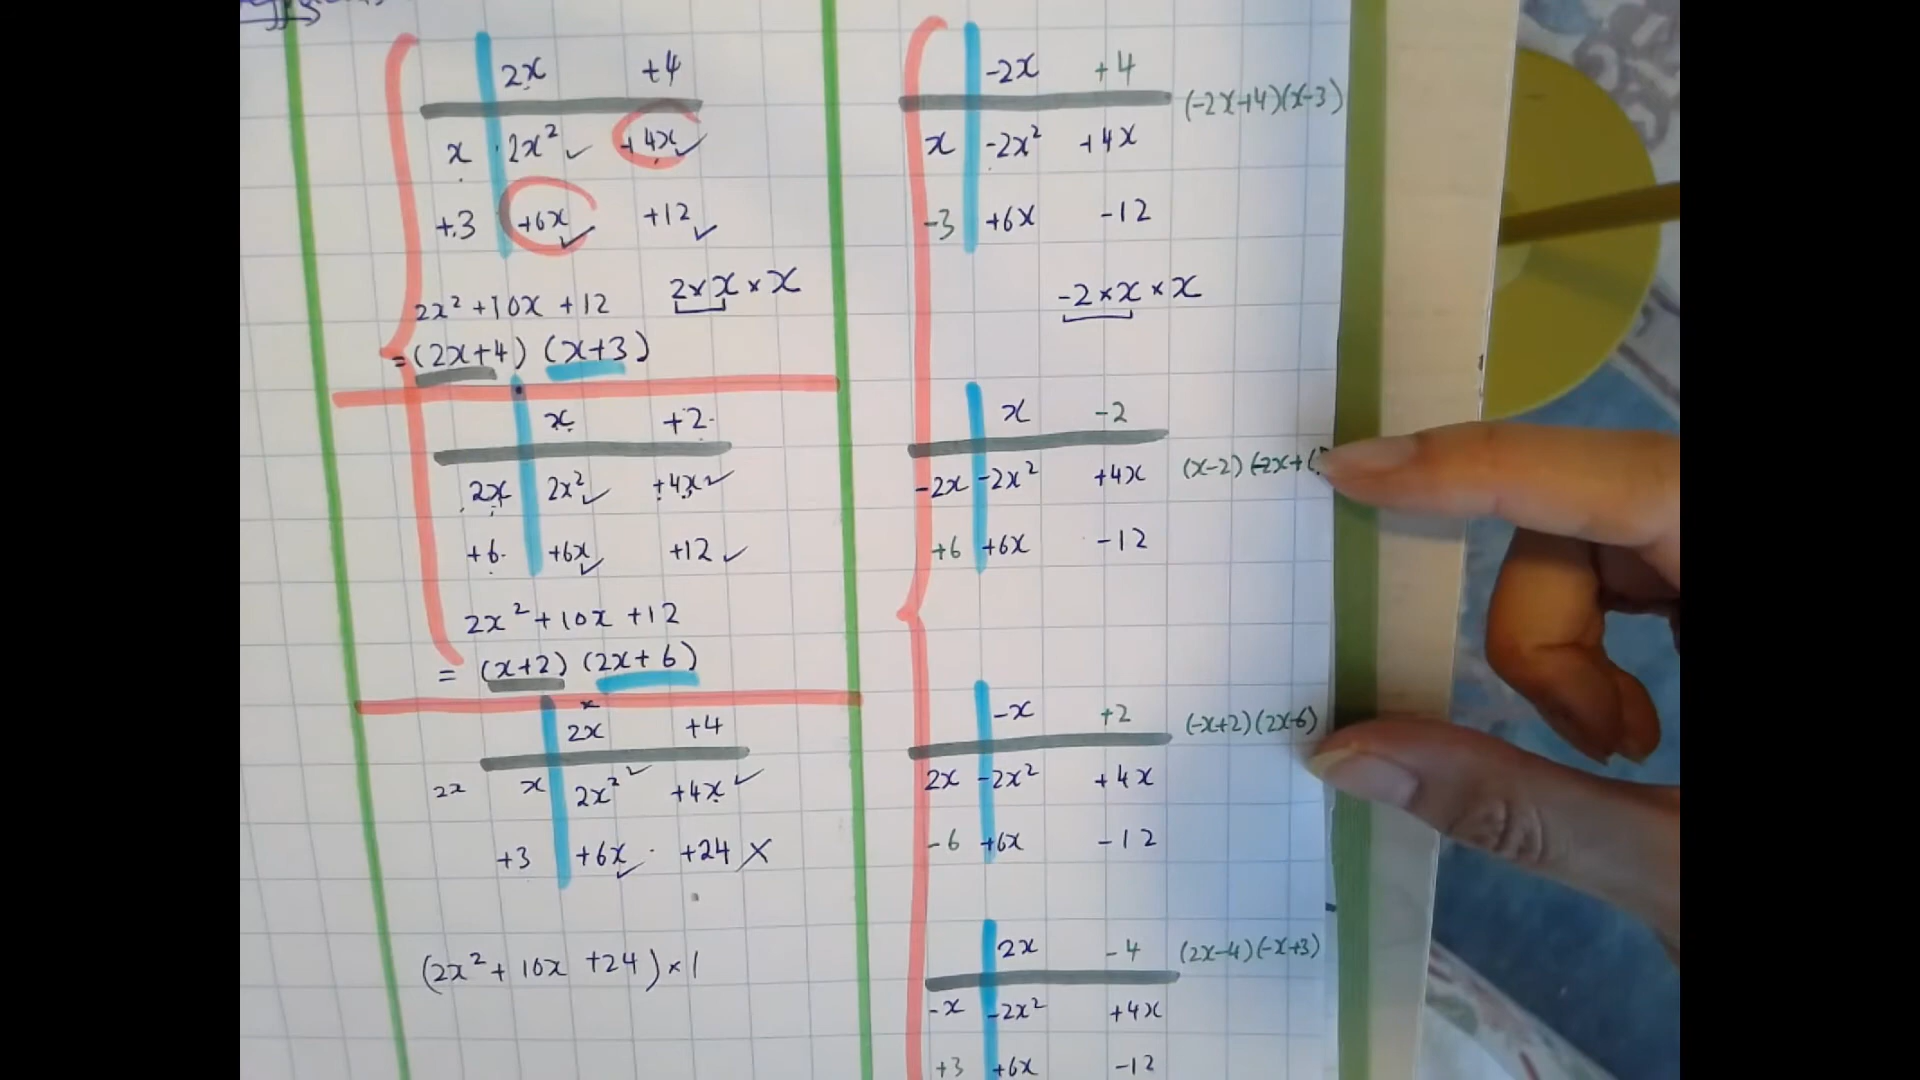 2x +4
x 2x² ✓ +4x ✓
+3 +6x ✓ +12 ✓
2x² + 10x + 12 2 × x × x
= (2x+4) (x+3)
x +2
2x 2x² ✓ +4x ✓
+6 +6x ✓ +12 ✓
2x² + 10x + 12
= (x+2) (2x+6)
x
2x +4
2x x 2x² ✓ +4x ✓
+3 +6x ✓ +24 X
(2x² + 10x + 24) × 1
-2x +4 (-2x+4)(x-3)
x -2x² +4x
-3 +6x -12
-2 × x × x
x -2 (x-2) (-2x+
-2x -2x² +4x
+6 +6x -12
-x +2 (-x+2)(2x-6)
2x -2x² +4x
-6 +6x -12
2x -4 (2x-4)(-x+3)
-x -2x² +4x
+3 +6x -12